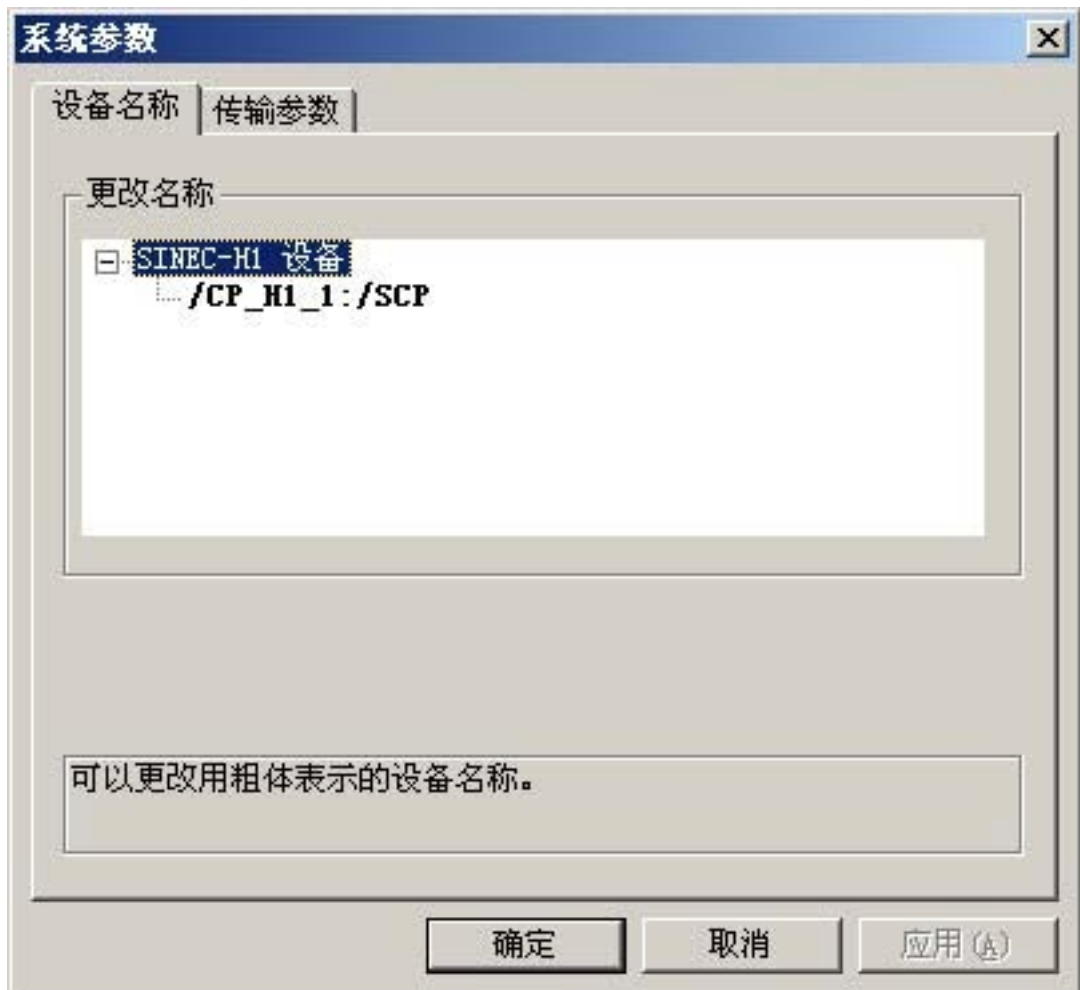 系统参数
设备名称 传输参数
更改名称
SINEC-H1 设备
/CP_H1_1:/SCP
可以更改用粗体表示的设备名称。
确定 取消 应用(A)